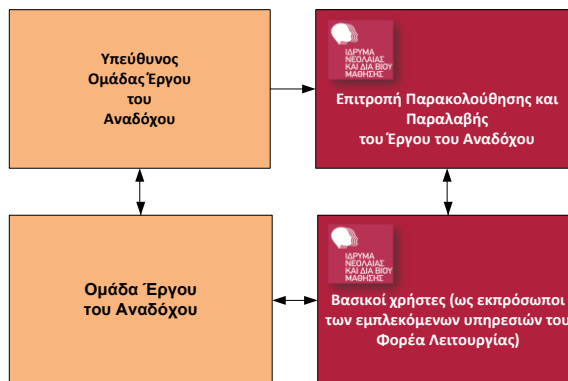 Υπεύθυνος
Ομάδας Έργου
του
Αναδόχου
ΙΔΡΥΜΑ
ΝΕΟΛΑΙΑΣ
ΚΑΙ ΔΙΑ ΒΙΟΥ
ΜΑΘΗΣΗΣ
Επιτροπή Παρακολούθησης και
Παραλαβής
του Έργου του Αναδόχου
Ομάδα Έργου
του Αναδόχου
ΙΔΡΥΜΑ
ΝΕΟΛΑΙΑΣ
ΚΑΙ ΔΙΑ ΒΙΟΥ
ΜΑΘΗΣΗΣ
Βασικοί χρήστες (ως εκπρόσωποι
των εμπλεκόμενων υπηρεσιών του
Φορέα Λειτουργίας)